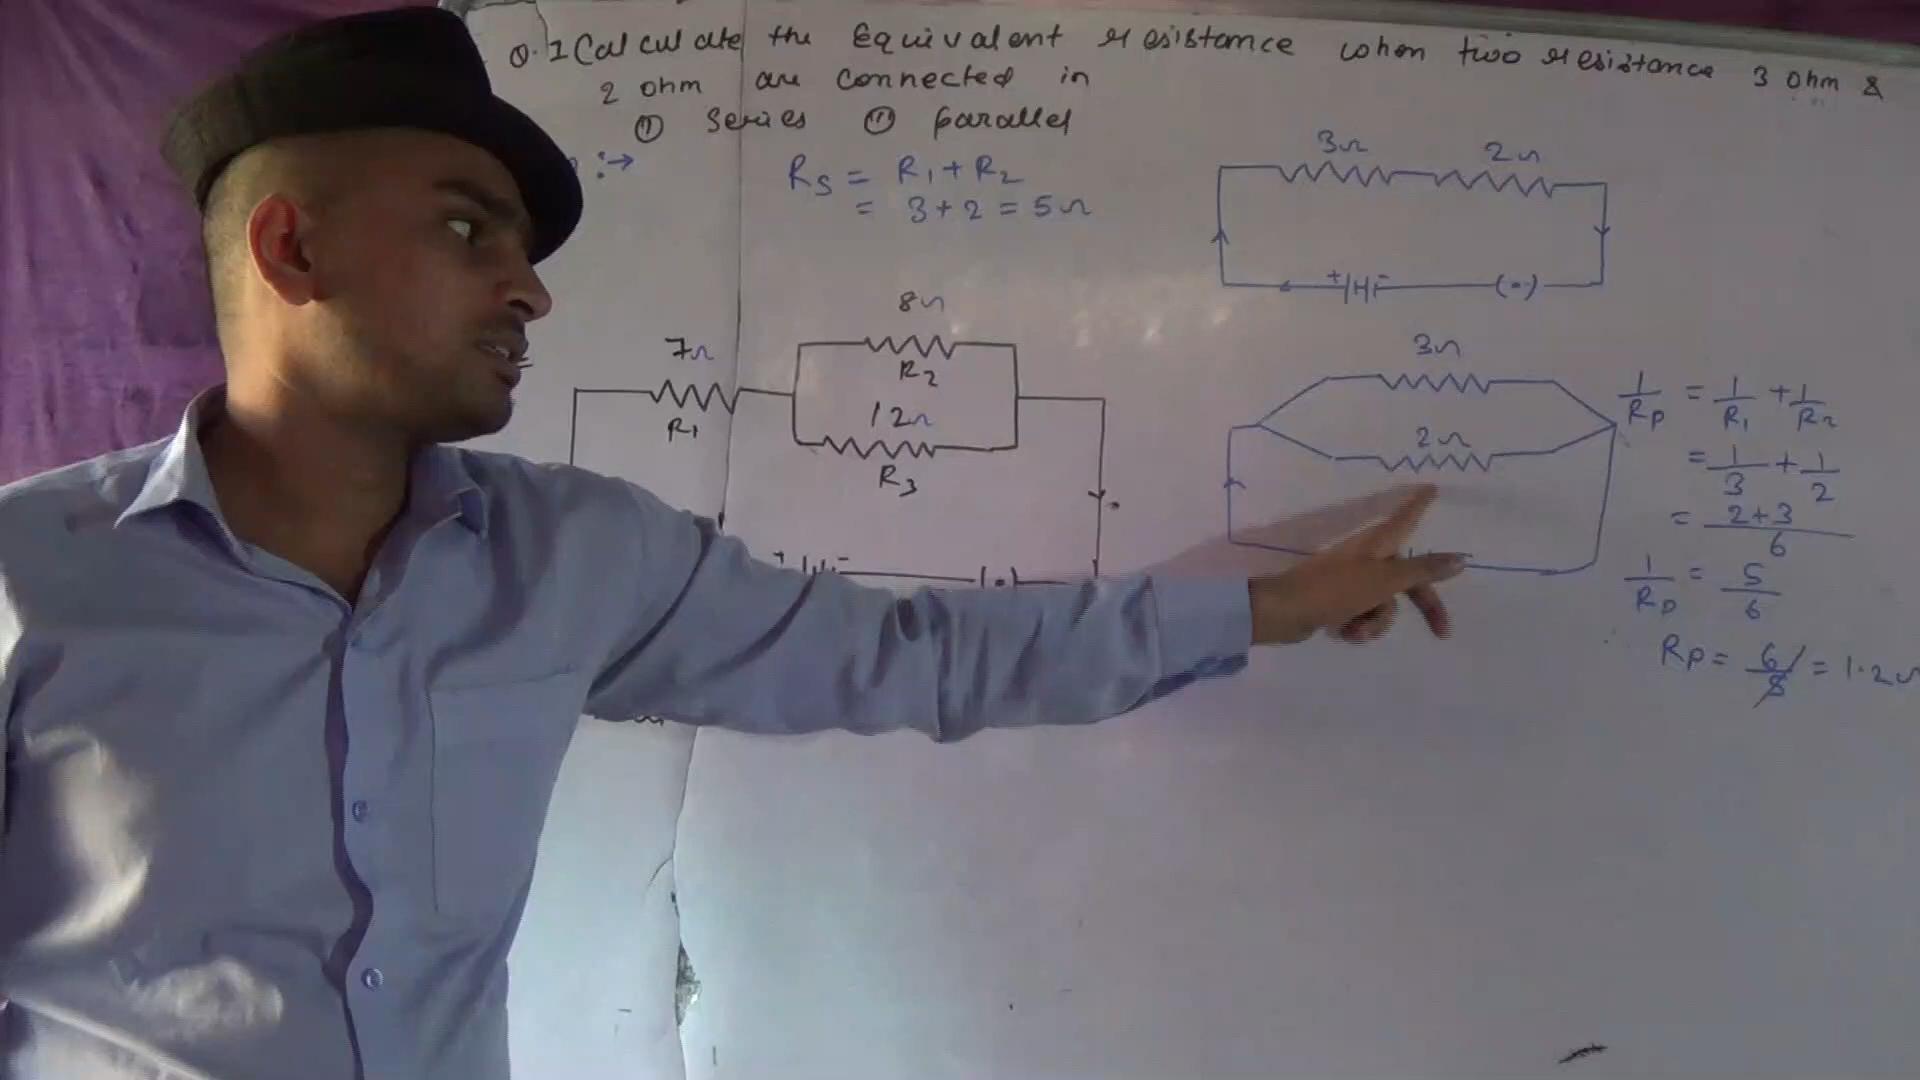 Q.1 Calculate the Equivalent resistance when two resistance 3 ohm &
2 ohm are connected in
① Series ⑪ parallel
:→
Rs = R1 + R2
= 3 + 2 = 5Ω
3Ω 2Ω
+ -
(•)
7Ω
R1
8Ω
R2
12Ω
R3
+ -
(•)
3Ω
2Ω
1/Rp = 1/R1 + 1/R2
= 1/3 + 1/2
= 2+3/6
1/Rp = 5/6
Rp = 6/5 = 1.2Ω